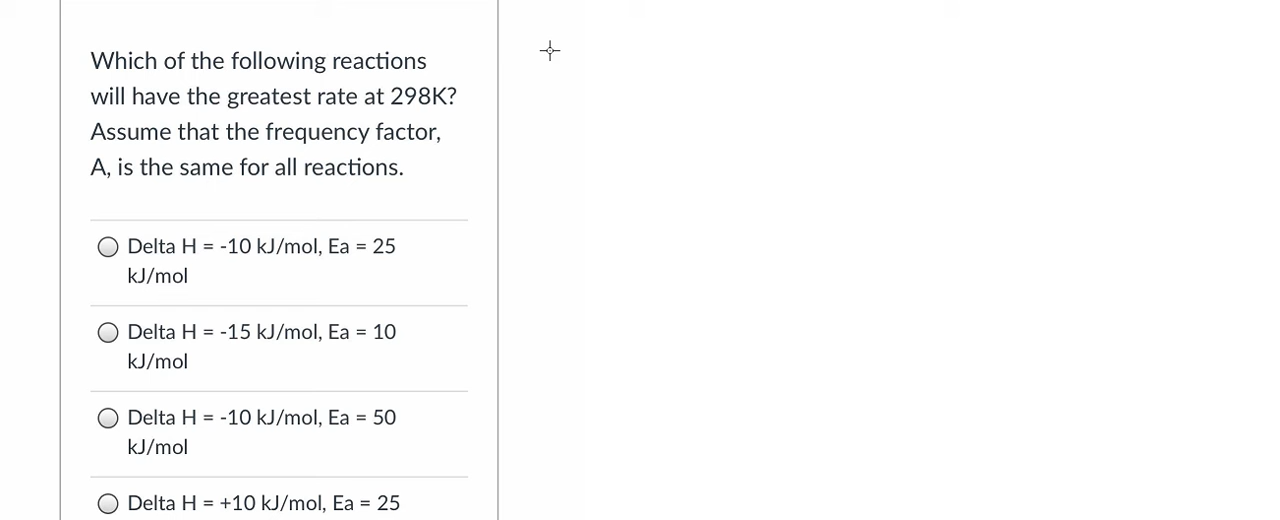 Which of the following reactions
will have the greatest rate at 298K?
Assume that the frequency factor,
A, is the same for all reactions.
Delta H = -10 kJ/mol, Ea = 25
kJ/mol
Delta H = -15 kJ/mol, Ea = 10
kJ/mol
Delta H = -10 kJ/mol, Ea = 50
kJ/mol
Delta H = +10 kJ/mol, Ea = 25